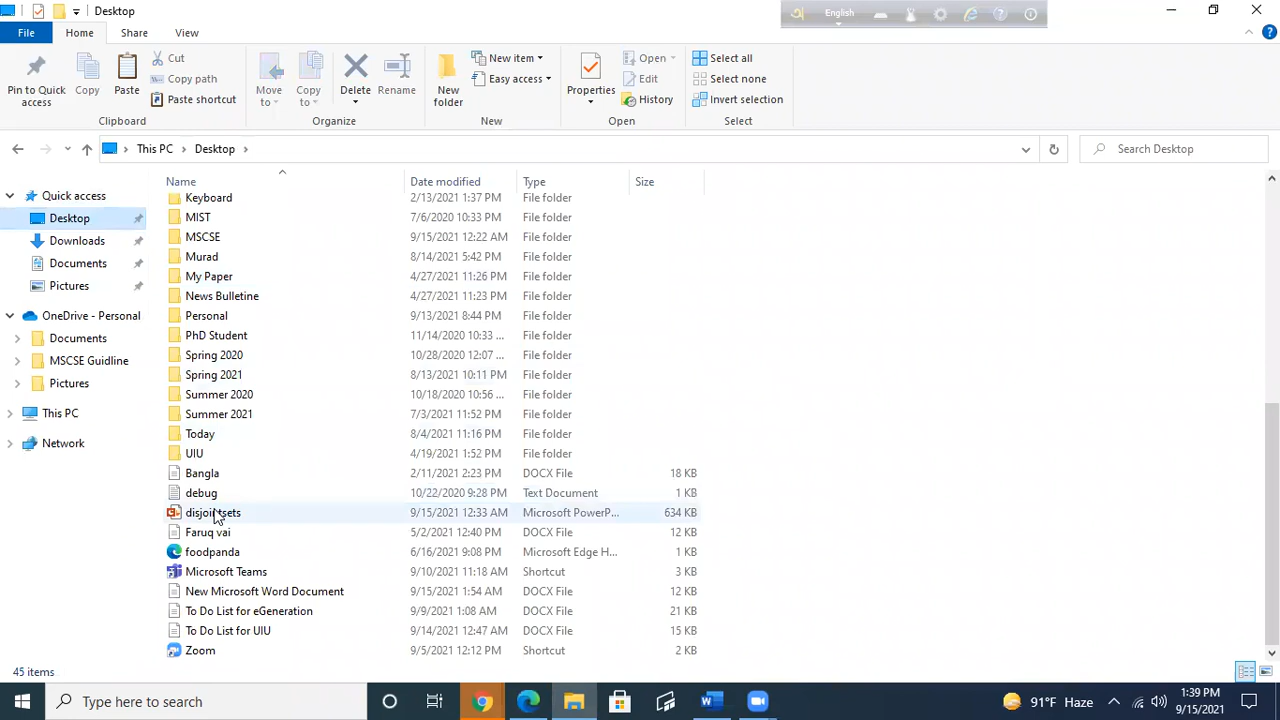 Desktop
English
File Home Share View
Pin to Quick access
Copy
Paste
Cut
Copy path
Paste shortcut
Clipboard
Move to
Copy to
Delete
Rename
Organize
New folder
New item
Easy access
New
Properties
Open
Edit
History
Open
Select all
Select none
Invert selection
Select
This PC Desktop
Search Desktop
Quick access
Desktop
Downloads
Documents
Pictures
OneDrive - Personal
Documents
MSCSE Guidline
Pictures
This PC
Network
Name Date modified Type Size
Keyboard 2/13/2021 1:37 PM File folder
MIST 7/6/2020 10:33 PM File folder
MSCSE 9/15/2021 12:22 AM File folder
Murad 8/14/2021 5:42 PM File folder
My Paper 4/27/2021 11:26 PM File folder
News Bulletine 4/27/2021 11:23 PM File folder
Personal 9/13/2021 8:44 PM File folder
PhD Student 11/14/2020 10:33 ... File folder
Spring 2020 10/28/2020 12:07 ... File folder
Spring 2021 8/13/2021 10:11 PM File folder
Summer 2020 10/18/2020 10:56 ... File folder
Summer 2021 7/3/2021 11:52 PM File folder
Today 8/4/2021 11:16 PM File folder
UIU 4/19/2021 1:52 PM File folder
Bangla 2/11/2021 2:23 PM DOCX File 18 KB
debug 10/22/2020 9:28 PM Text Document 1 KB
9/15/2021 12:33 AM Microsoft PowerP... 634 KB
Faruq vai 5/2/2021 12:40 PM DOCX File 12 KB
foodpanda 6/16/2021 9:08 PM Microsoft Edge H... 1 KB
Microsoft Teams 9/10/2021 11:18 AM Shortcut 3 KB
New Microsoft Word Document 9/15/2021 1:54 AM DOCX File 12 KB
To Do List for eGeneration 9/9/2021 1:08 AM DOCX File 21 KB
To Do List for UIU 9/14/2021 12:47 AM DOCX File 15 KB
Zoom 9/5/2021 12:12 PM Shortcut 2 KB
45 items
Type here to search
91°F Haze
1:39 PM
9/15/2021